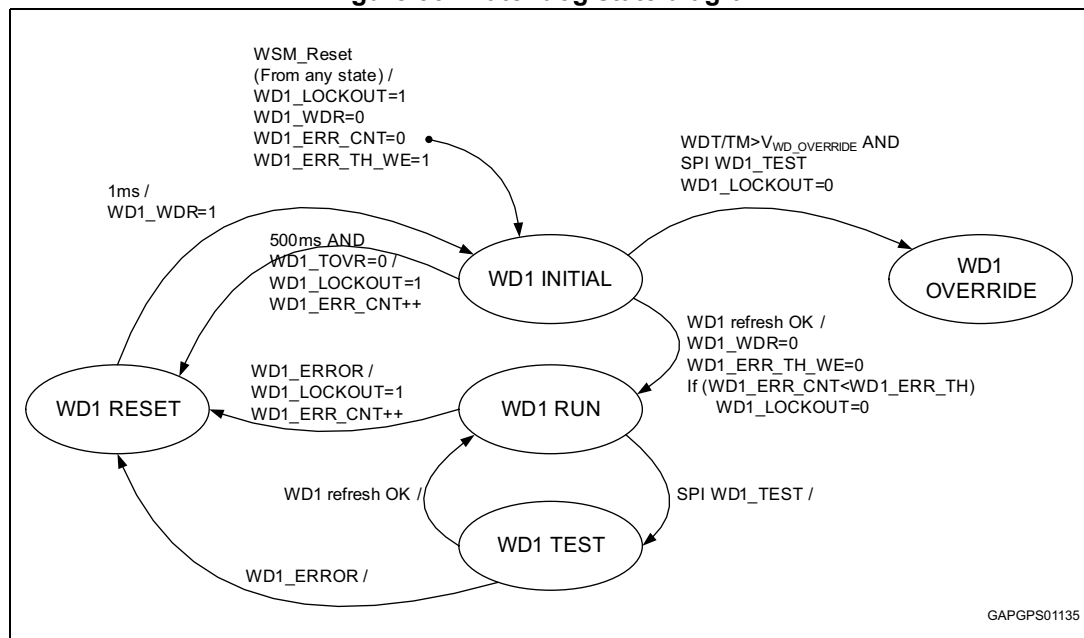 WSM_Reset
(From any state) /
WD1_LOCKOUT=1
WD1_WDR=0
WD1_ERR_CNT=0
WD1_ERR_TH_WE=1
WDT/TM>VWD_OVERRIDE AND
SPI WD1_TEST
WD1_LOCKOUT=0
1ms /
WD1_WDR=1
500ms AND
WD1_TOVR=0 /
WD1_LOCKOUT=1
WD1_ERR_CNT++
WD1 INITIAL
WD1
OVERRIDE
WD1 refresh OK /
WD1_WDR=0
WD1_ERR_TH_WE=0
If (WD1_ERR_CNT<WD1_ERR_TH)
WD1_LOCKOUT=0
WD1_ERROR /
WD1_LOCKOUT=1
WD1_ERR_CNT++
WD1 RESET
WD1 RUN
WD1 refresh OK /
SPI WD1_TEST /
WD1 TEST
WD1_ERROR /
GAPGPS01135